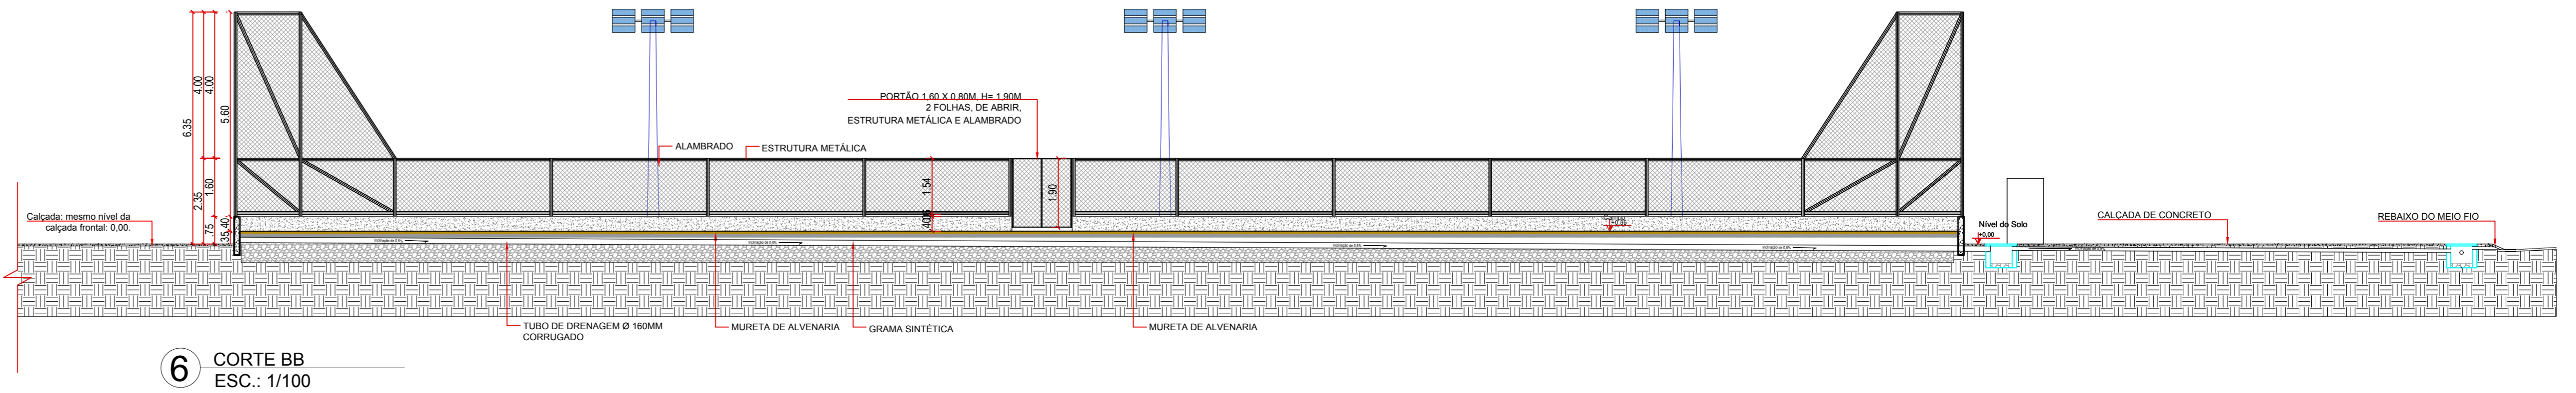 4.00
4.00
5.60
6.35
2.35
1.60
.75
.35
.40
PORTÃO 1,60 X 0,80M, H= 1,90M
2 FOLHAS, DE ABRIR,
ESTRUTURA METÁLICA E ALAMBRADO
ALAMBRADO
ESTRUTURA METÁLICA
1.54
1.90
Calçada: mesmo nível da
calçada frontal: 0,00.
Nível do Solo
+0,00
CALÇADA DE CONCRETO
REBAIXO DO MEIO FIO
TUBO DE DRENAGEM Ø 160MM
CORRUGADO
MURETA DE ALVENARIA
GRAMA SINTÉTICA
MURETA DE ALVENARIA
6
CORTE BB
ESC.: 1/100